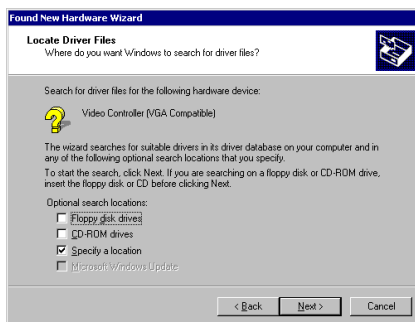 Found New Hardware Wizard
Locate Driver Files
Where do you want Windows to search for driver files?
Search for driver files for the following hardware device:
Video Controller (VGA Compatible)
The wizard searches for suitable drivers in its driver database on your computer and in
any of the following optional search locations that you specify.
To start the search, click Next. If you are searching on a floppy disk or CD-ROM drive,
insert the floppy disk or CD before clicking Next.
Optional search locations:
Floppy disk drives
CD-ROM drives
Specify a location
Microsoft Windows Update
< Back Next > Cancel